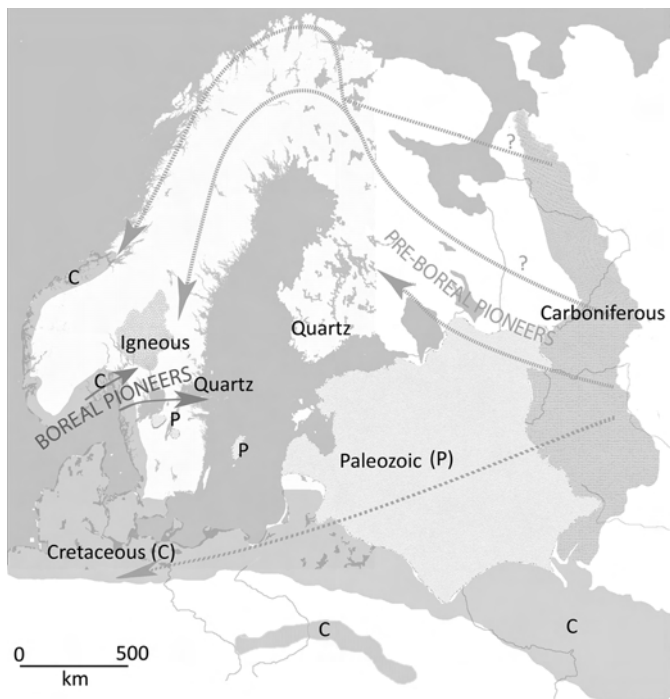 ?
?
PRE-BOREAL PIONEERS
C
Carboniferous
Quartz
Igneous
C
BOREAL PIONEERS
Quartz
P
P
Paleozoic (P)
Cretaceous (C)
C
C
0 500
km